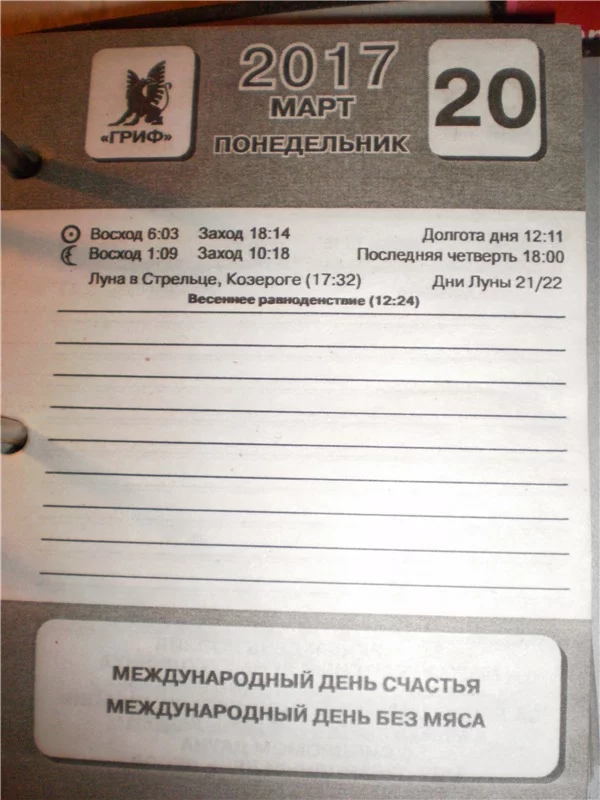 2017
МАРТ
ПОНЕДЕЛЬНИК
20
«ГРИФ»
Восход 6:03 Заход 18:14 Долгота дня 12:11
Восход 1:09 Заход 10:18 Последняя четверть 18:00
Луна в Стрельце, Козероге (17:32) Дни Луны 21/22
Весеннее равноденствие (12:24)
МЕЖДУНАРОДНЫЙ ДЕНЬ СЧАСТЬЯ
МЕЖДУНАРОДНЫЙ ДЕНЬ БЕЗ МЯСА